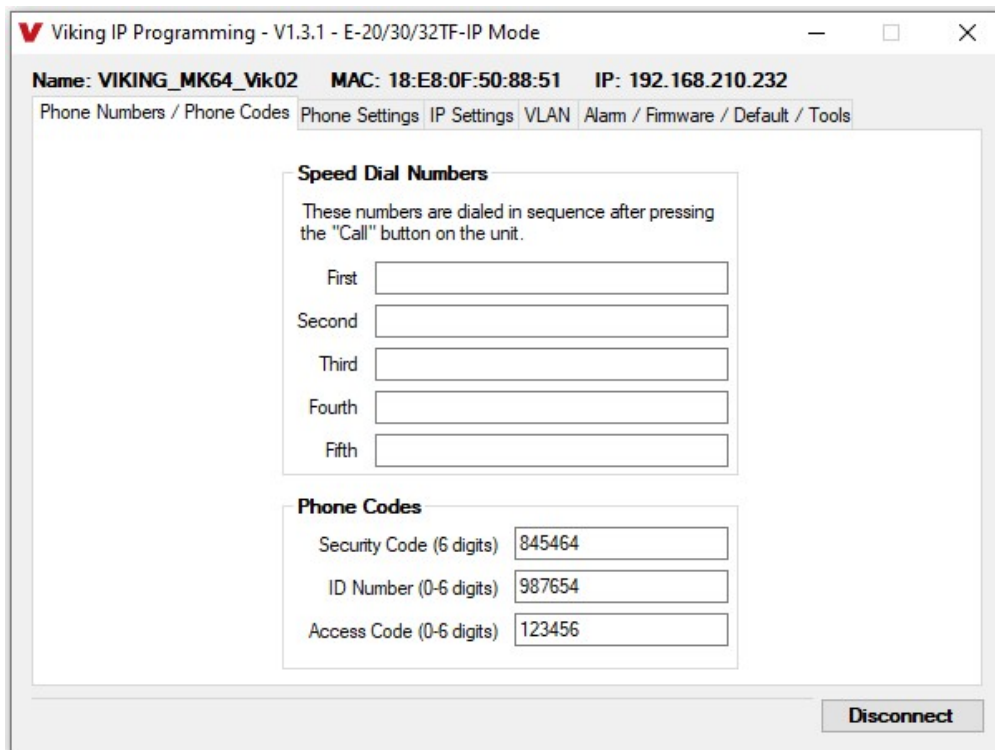 Viking IP Programming - V1.3.1 - E-20/30/32TF-IP Mode
Name: VIKING_MK64_Vik02 MAC: 18:E8:0F:50:88:51 IP: 192.168.210.232
Phone Numbers / Phone Codes Phone Settings IP Settings VLAN Alarm / Firmware / Default / Tools
Speed Dial Numbers
These numbers are dialed in sequence after pressing
the "Call" button on the unit.
First
Second
Third
Fourth
Fifth
Phone Codes
Security Code (6 digits) 845464
ID Number (0-6 digits) 987654
Access Code (0-6 digits) 123456
Disconnect